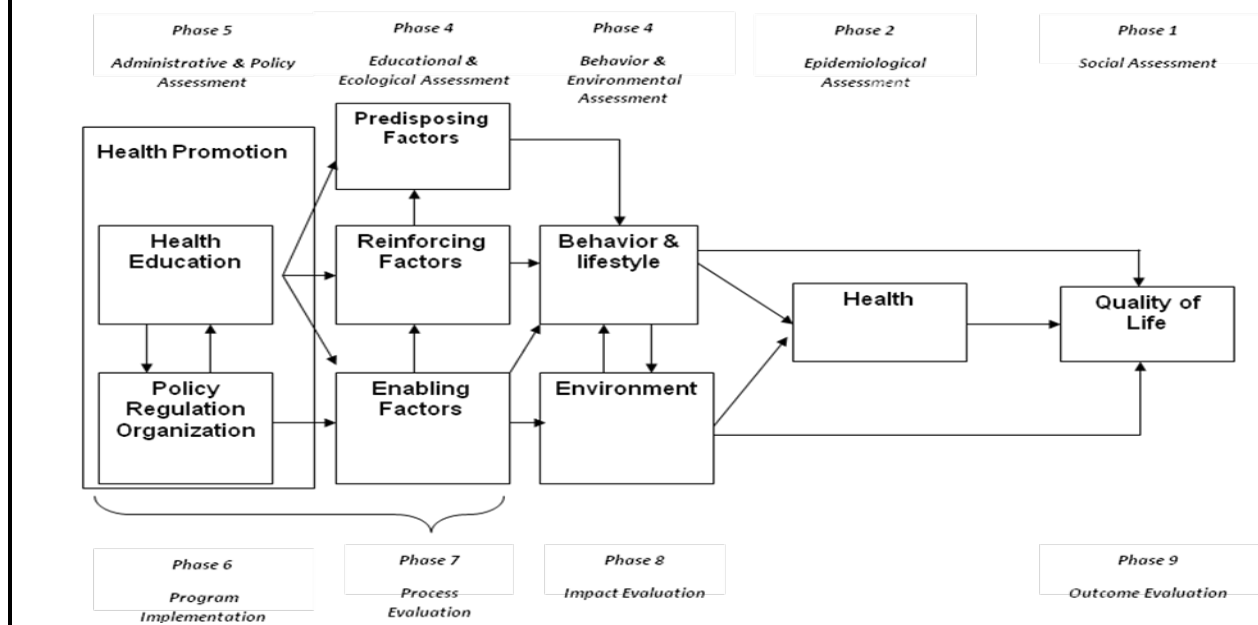 Phase 5
Administrative & Policy
Assessment
Phase 4
Educational &
Ecological Assessment
Phase 4
Behavior &
Environmental
Assessment
Phase 2
Epidemiological
Assessment
Phase 1
Social Assessment
Health Promotion
Health
Education
Policy
Regulation
Organization
Predisposing
Factors
Reinforcing
Factors
Enabling
Factors
Behavior &
lifestyle
Environment
Health
Quality of
Life
Phase 6
Program
Implementation
Phase 7
Process
Evaluation
Phase 8
Impact Evaluation
Phase 9
Outcome Evaluation